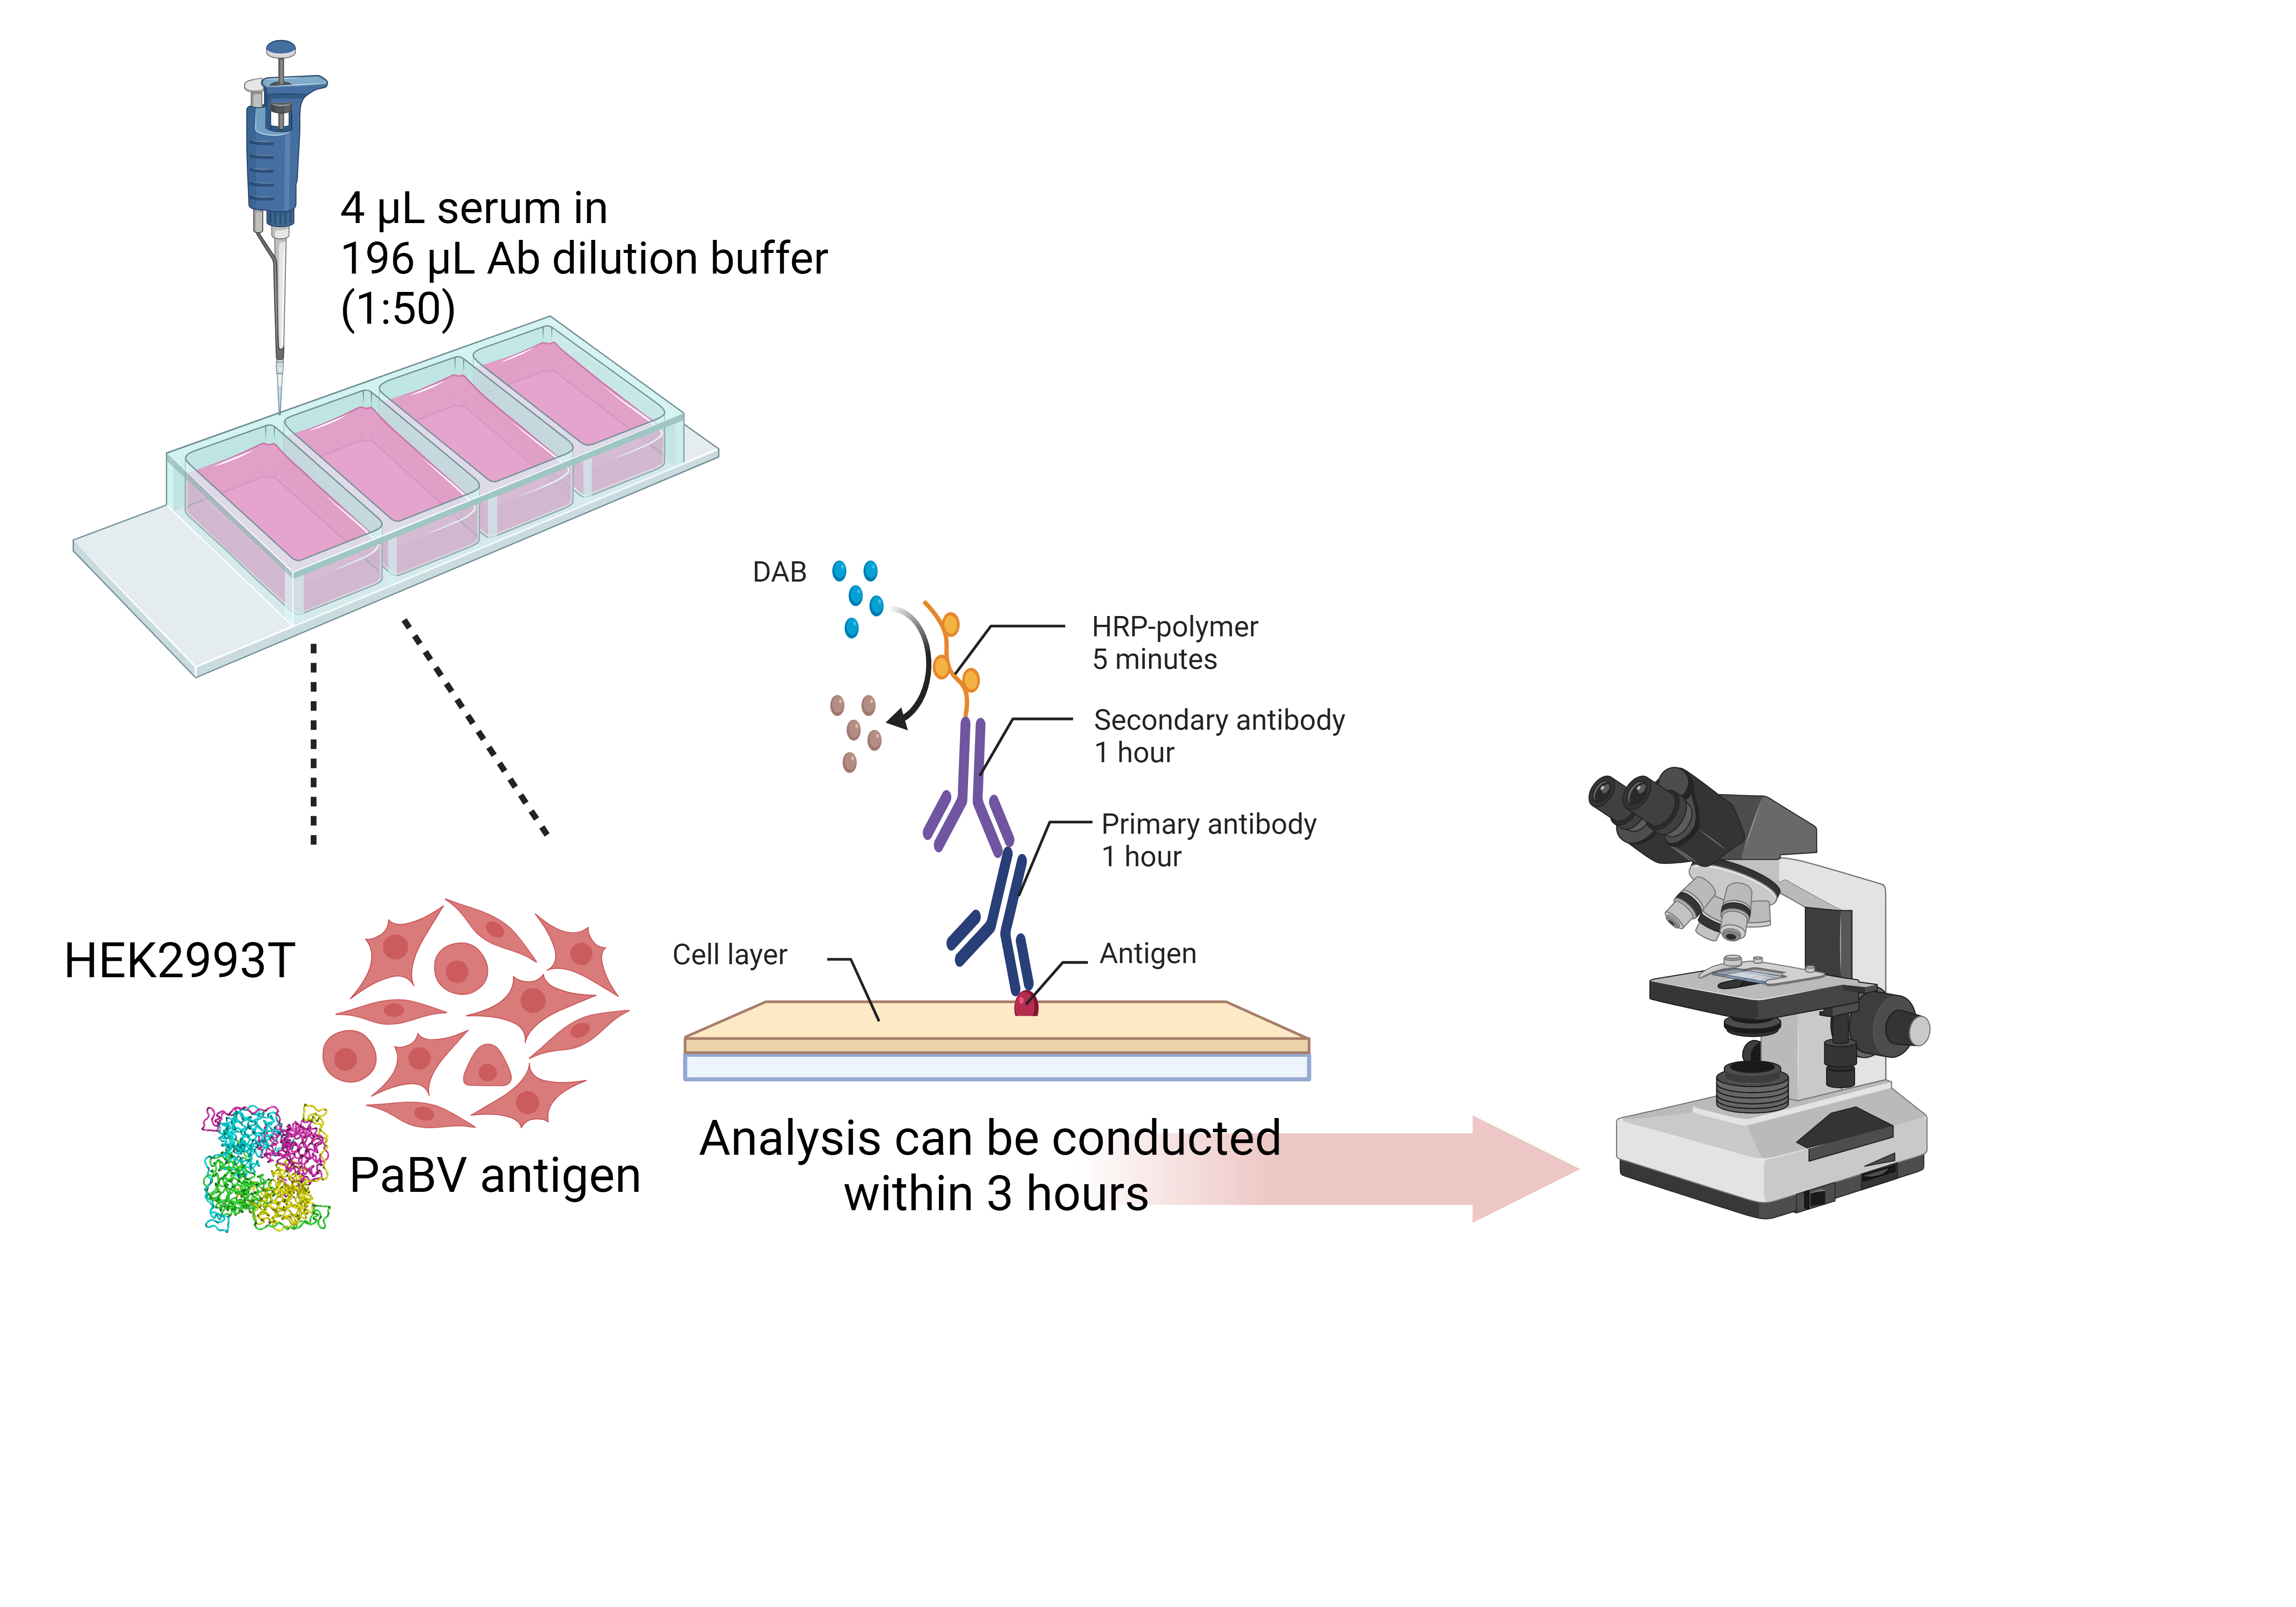 4 µL serum in
196 µL Ab dilution buffer
(1:50)
DAB
HRP-polymer
5 minutes
Secondary antibody
1 hour
Primary antibody
1 hour
Cell layer
Antigen
HEK2993T
PaBV antigen
Analysis can be conducted
within 3 hours